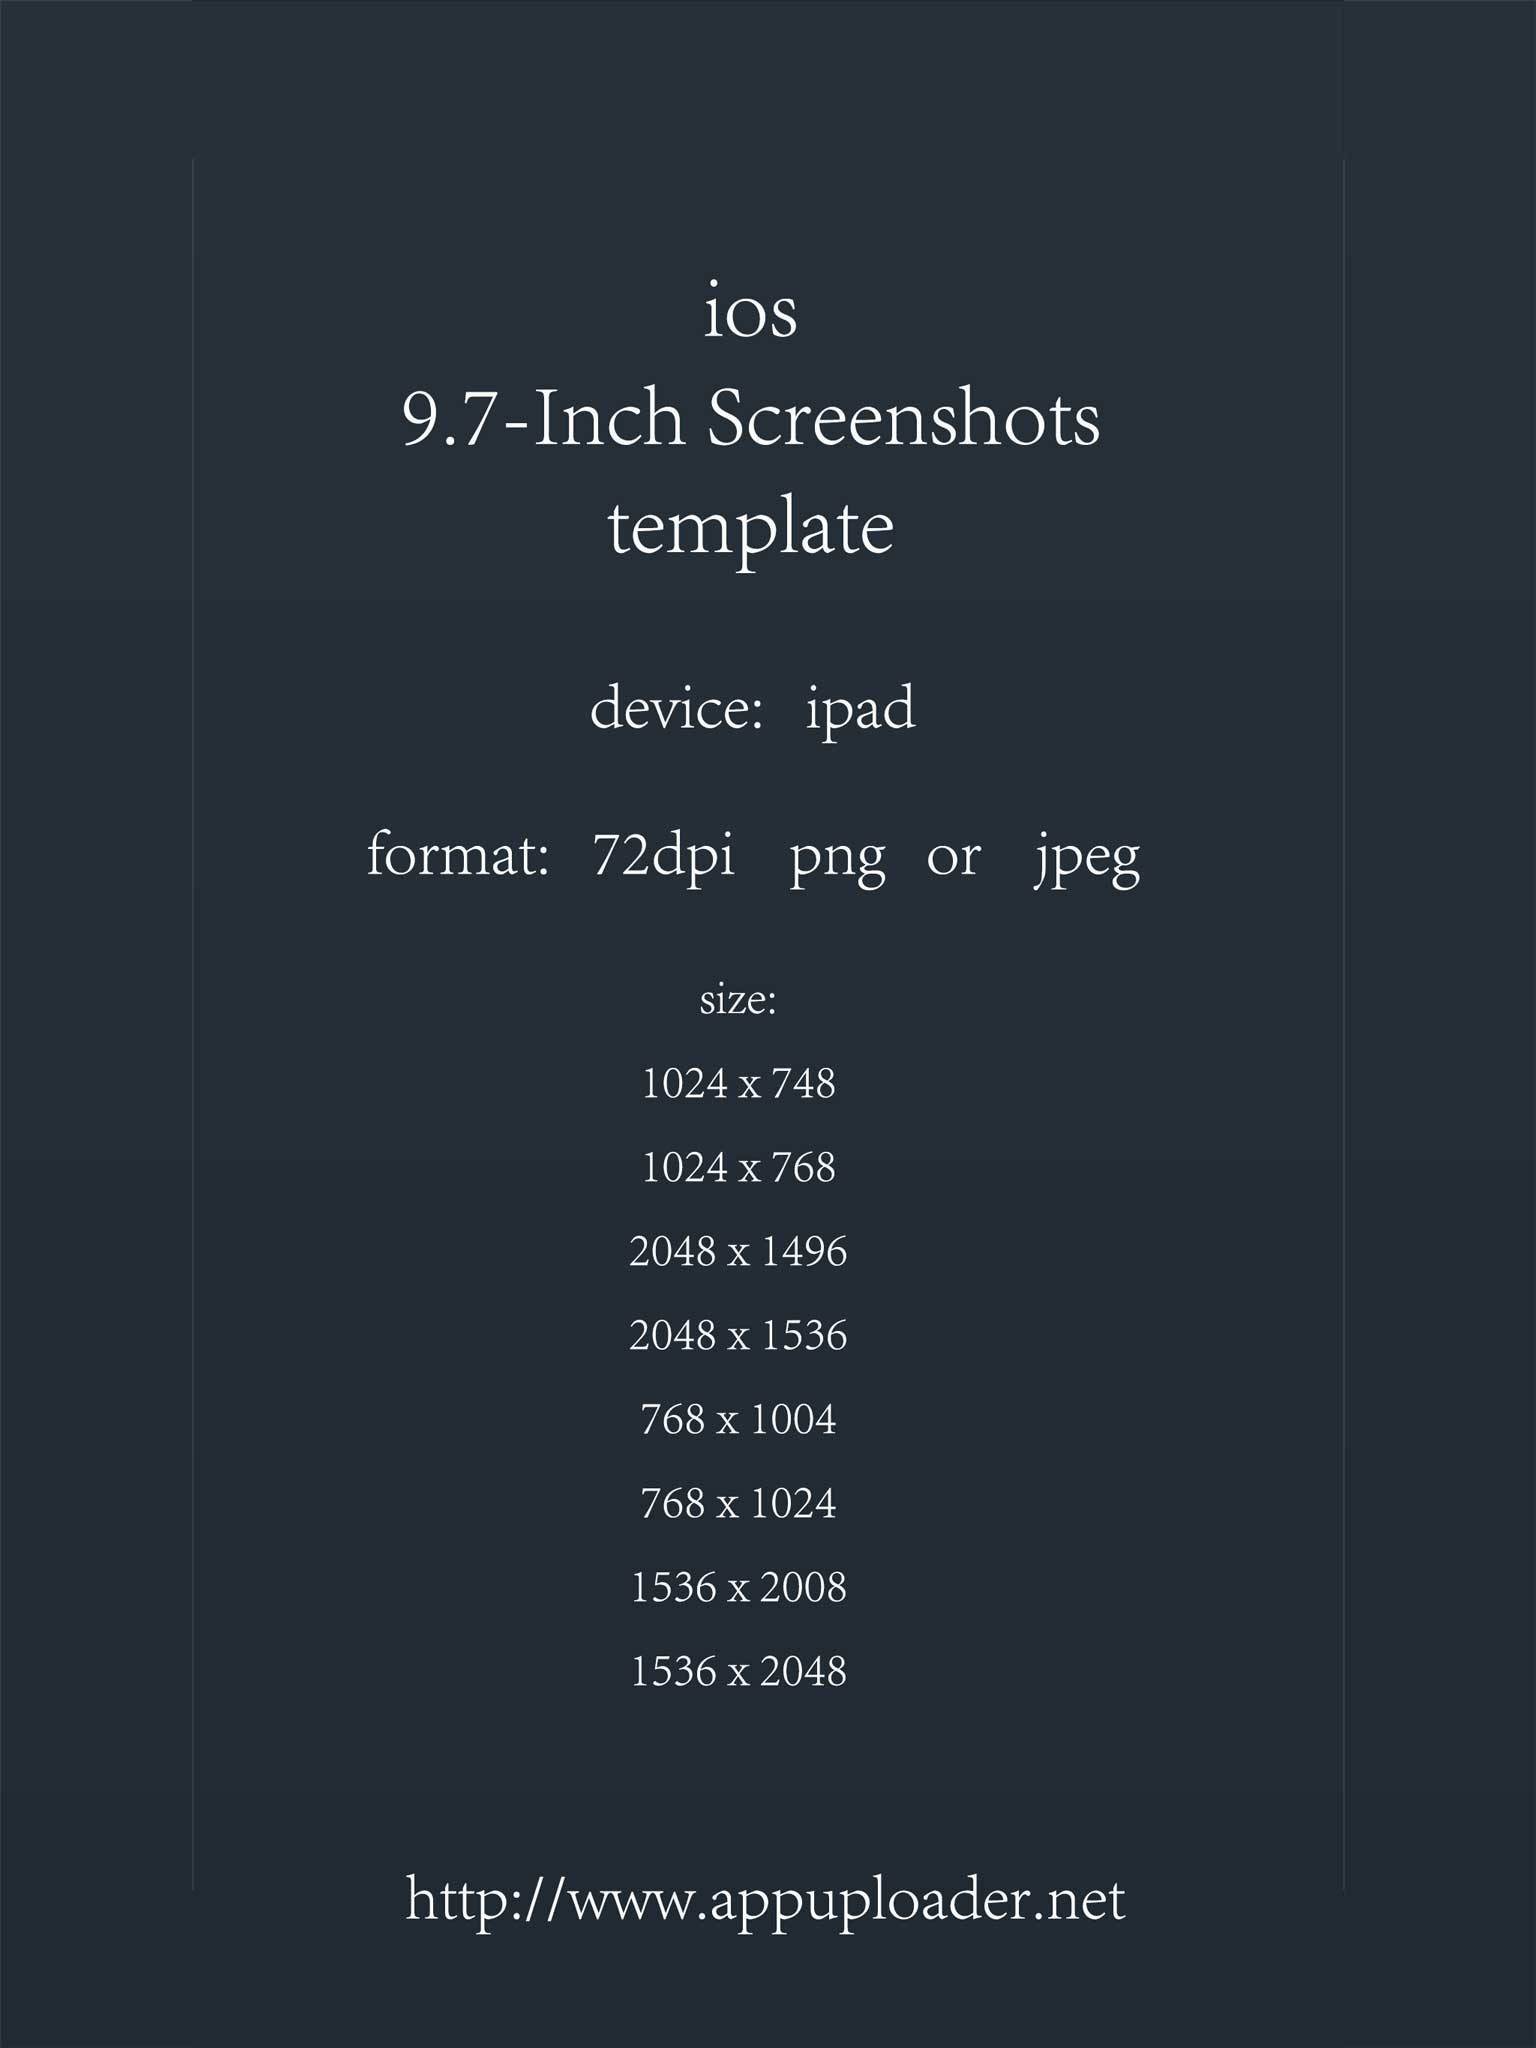 ios
9.7-Inch Screenshots
template
device: ipad
format: 72dpi png or jpeg
size:
1024 x 748
1024 x 768
2048 x 1496
2048 x 1536
768 x 1004
768 x 1024
1536 x 2008
1536 x 2048
http://www.appuploader.net